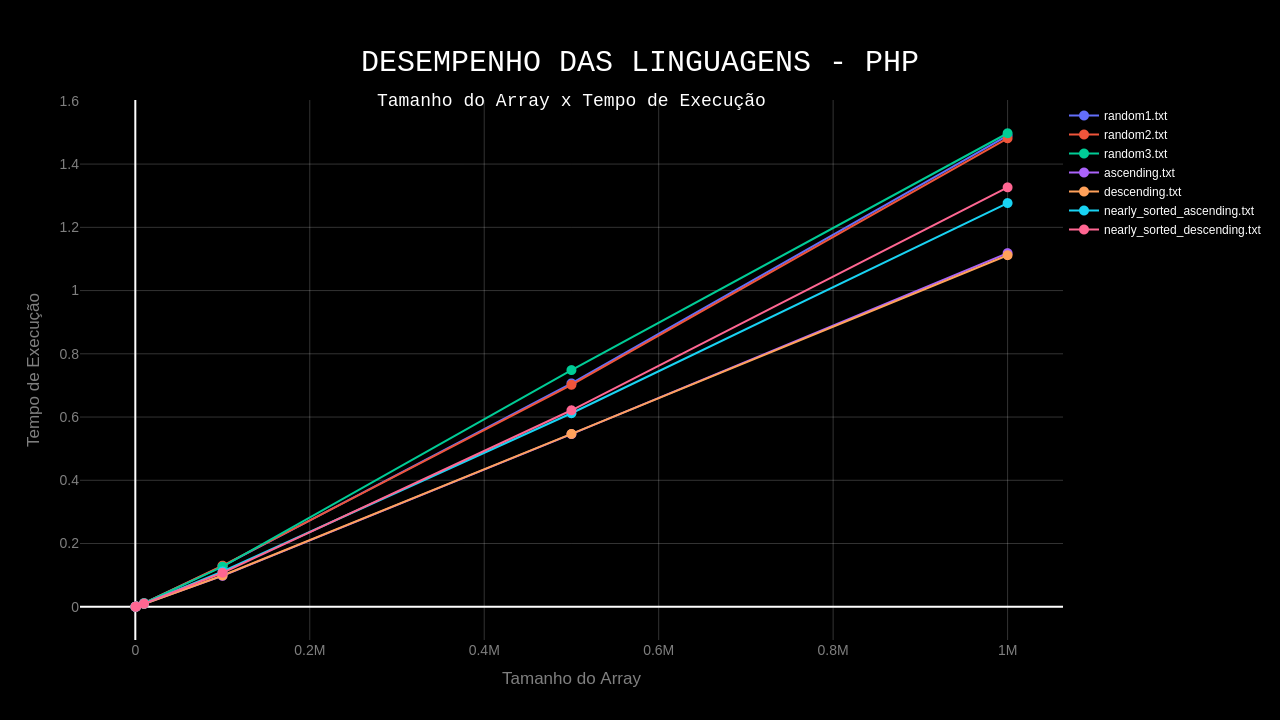 DESEMPENHO DAS LINGUAGENS - PHP
Tamanho do Array x Tempo de Execução
1.6
1.4
1.2
1
0.8
0.6
0.4
0.2
0
Tempo de Execução
0
0.2M
0.4M
0.6M
0.8M
1M
Tamanho do Array
random1.txt
random2.txt
random3.txt
ascending.txt
descending.txt
nearly_sorted_ascending.txt
nearly_sorted_descending.txt